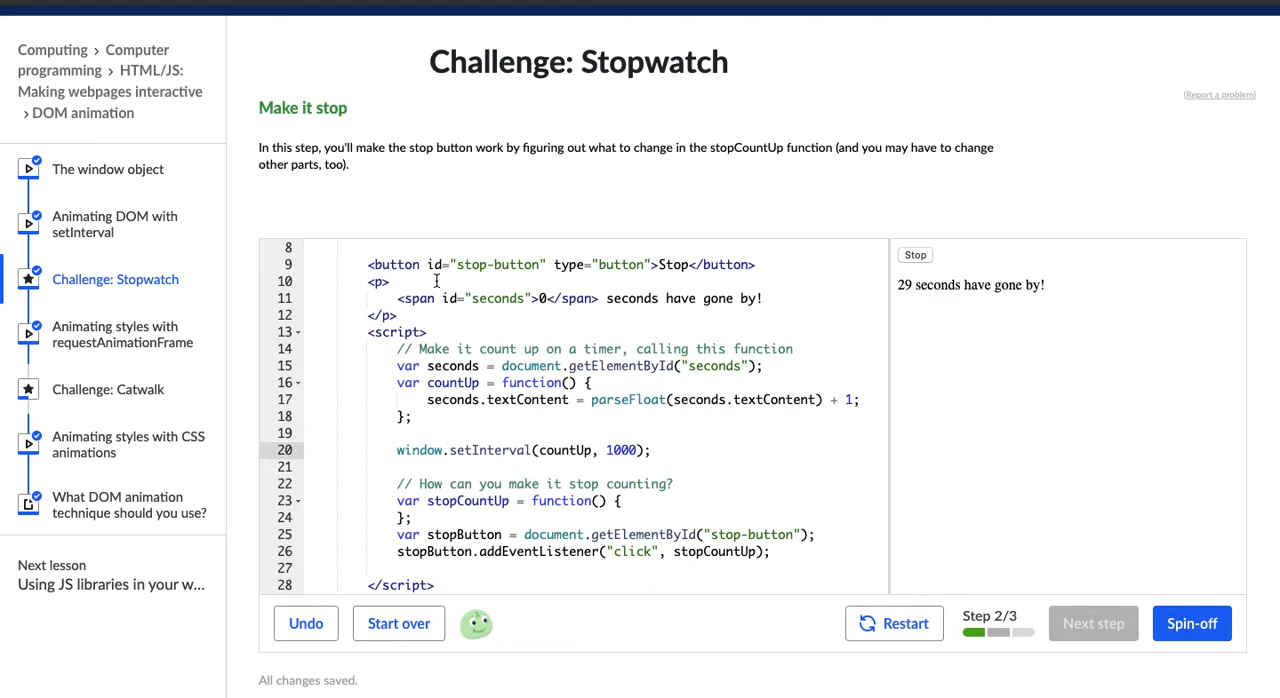 Computing › Computer
programming › HTML/JS:
Making webpages interactive
› DOM animation
The window object
Animating DOM with
setInterval
Challenge: Stopwatch
Animating styles with
requestAnimationFrame
Challenge: Catwalk
Animating styles with CSS
animations
What DOM animation
technique should you use?
Next lesson
Using JS libraries in your w...
Challenge: Stopwatch
(Report a problem)
Make it stop
In this step, you'll make the stop button work by figuring out what to change in the stopCountUp function (and you may have to change
other parts, too).
8
9 <button id="stop-button" type="button">Stop</button>
10 <p>
11 <span id="seconds">0</span> seconds have gone by!
12 </p>
13 <script>
14 // Make it count up on a timer, calling this function
15 var seconds = document.getElementById("seconds");
16 var countUp = function() {
17 seconds.textContent = parseFloat(seconds.textContent) + 1;
18 };
19
20 window.setInterval(countUp, 1000);
21
22 // How can you make it stop counting?
23 var stopCountUp = function() {
24 };
25 var stopButton = document.getElementById("stop-button");
26 stopButton.addEventListener("click", stopCountUp);
27
28 </script>
Stop
29 seconds have gone by!
Undo
Start over
Restart
Step 2/3
Next step
Spin-off
All changes saved.